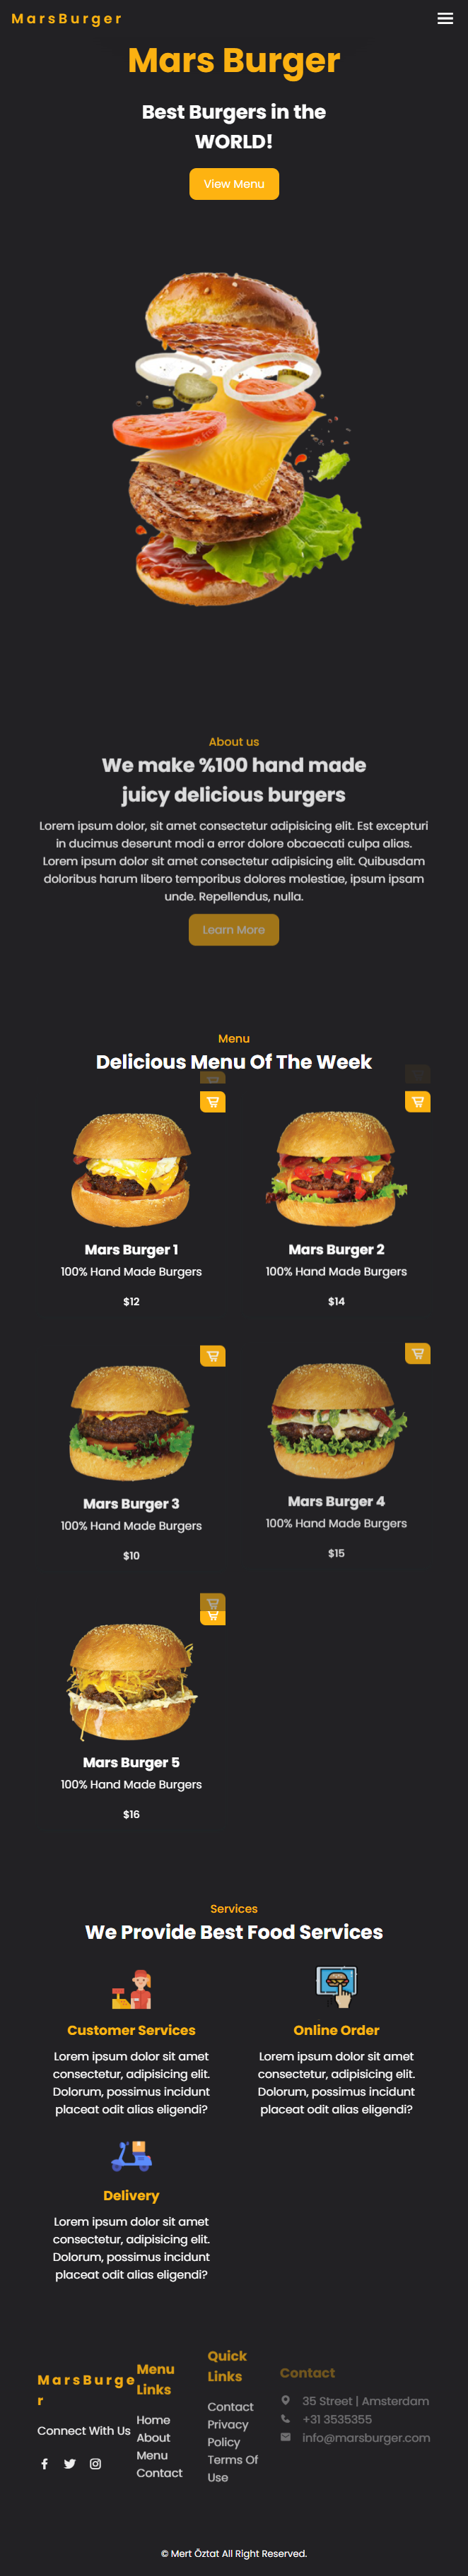 MarsBurger
Mars Burger
Best Burgers in the
WORLD!
View Menu
About us
We make %100 hand made
juicy delicious burgers
Lorem ipsum dolor, sit amet consectetur adipisicing elit. Est excepturi
in ducimus deserunt modi a error dolore obcaecati culpa alias.
Lorem ipsum dolor sit amet consectetur adipisicing elit. Quibusdam
doloribus harum libero temporibus dolores molestiae, ipsum ipsam
unde. Repellendus, nulla.
Learn More
Menu
Delicious Menu Of The Week
Mars Burger 1
100% Hand Made Burgers
$12
Mars Burger 2
100% Hand Made Burgers
$14
Mars Burger 3
100% Hand Made Burgers
$10
Mars Burger 4
100% Hand Made Burgers
$15
Mars Burger 5
100% Hand Made Burgers
$16
Services
We Provide Best Food Services
Customer Services
Lorem ipsum dolor sit amet
consectetur, adipisicing elit.
Dolorum, possimus incidunt
placeat odit alias eligendi?
Online Order
Lorem ipsum dolor sit amet
consectetur, adipisicing elit.
Dolorum, possimus incidunt
placeat odit alias eligendi?
Delivery
Lorem ipsum dolor sit amet
consectetur, adipisicing elit.
Dolorum, possimus incidunt
placeat odit alias eligendi?
MarsBurge
r
Connect With Us
Menu
Links
Home
About
Menu
Contact
Quick
Links
Contact
Privacy
Policy
Terms Of
Use
Contact
35 Street | Amsterdam
+31 3535355
info@marsburger.com
© Mert Öztat All Right Reserved.